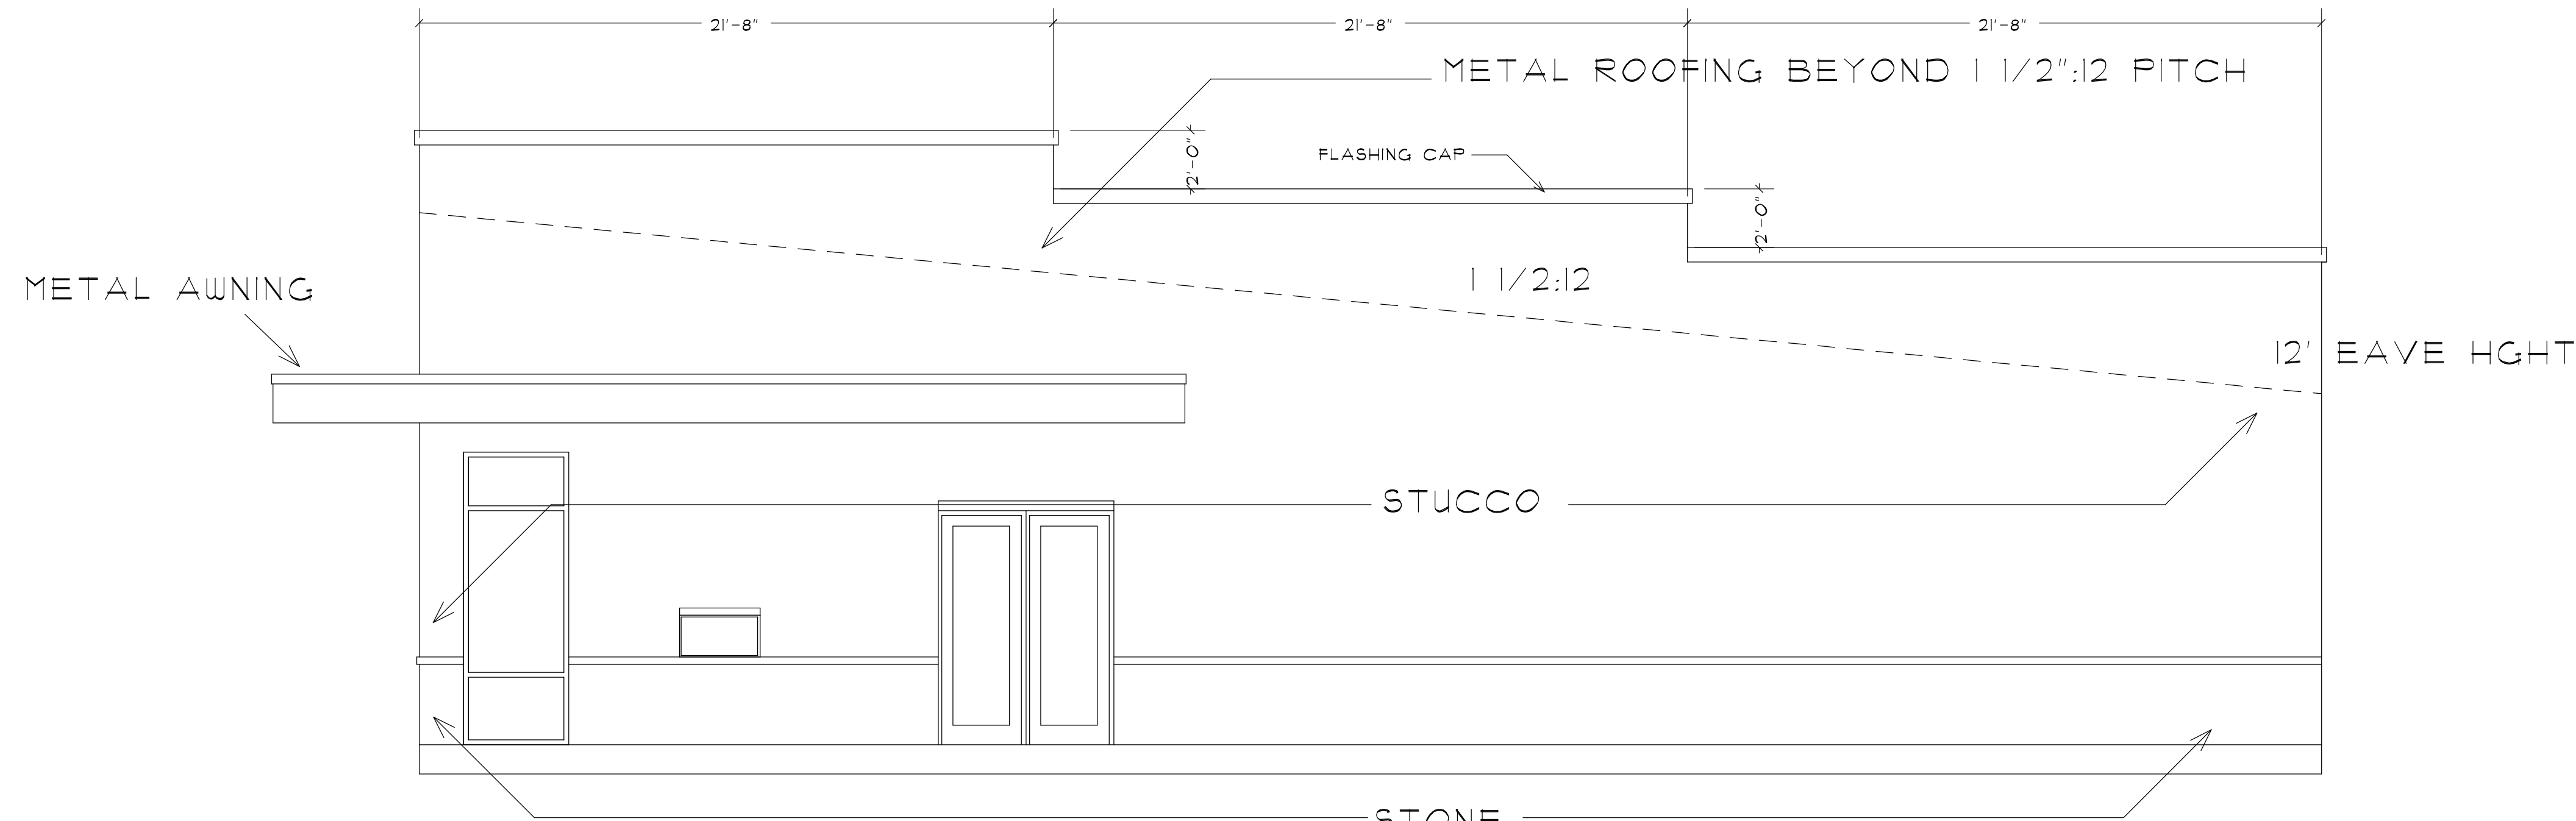 21'-8" 21'-8" 21'-8"
METAL ROOFING BEYOND 1 1/2":12 PITCH
2'-0"
FLASHING CAP
2'-0"
1 1/2:12
METAL AWNING
12' EAVE HGHT
STUCCO
STONE